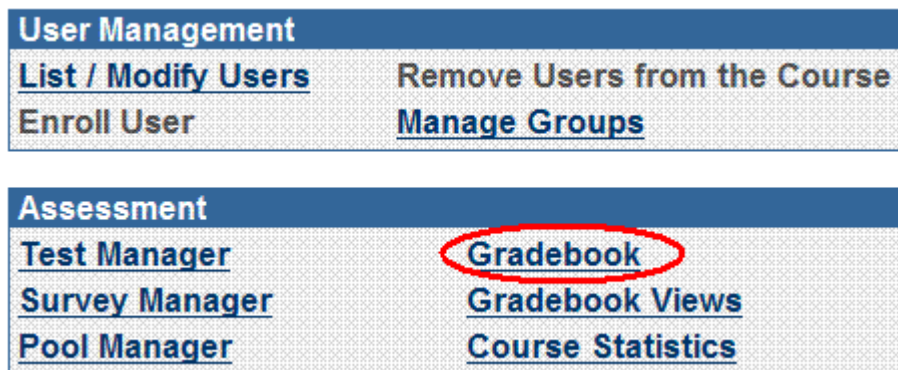 User Management
List / Modify Users Remove Users from the Course
Enroll User Manage Groups
Assessment
Test Manager Gradebook
Survey Manager Gradebook Views
Pool Manager Course Statistics